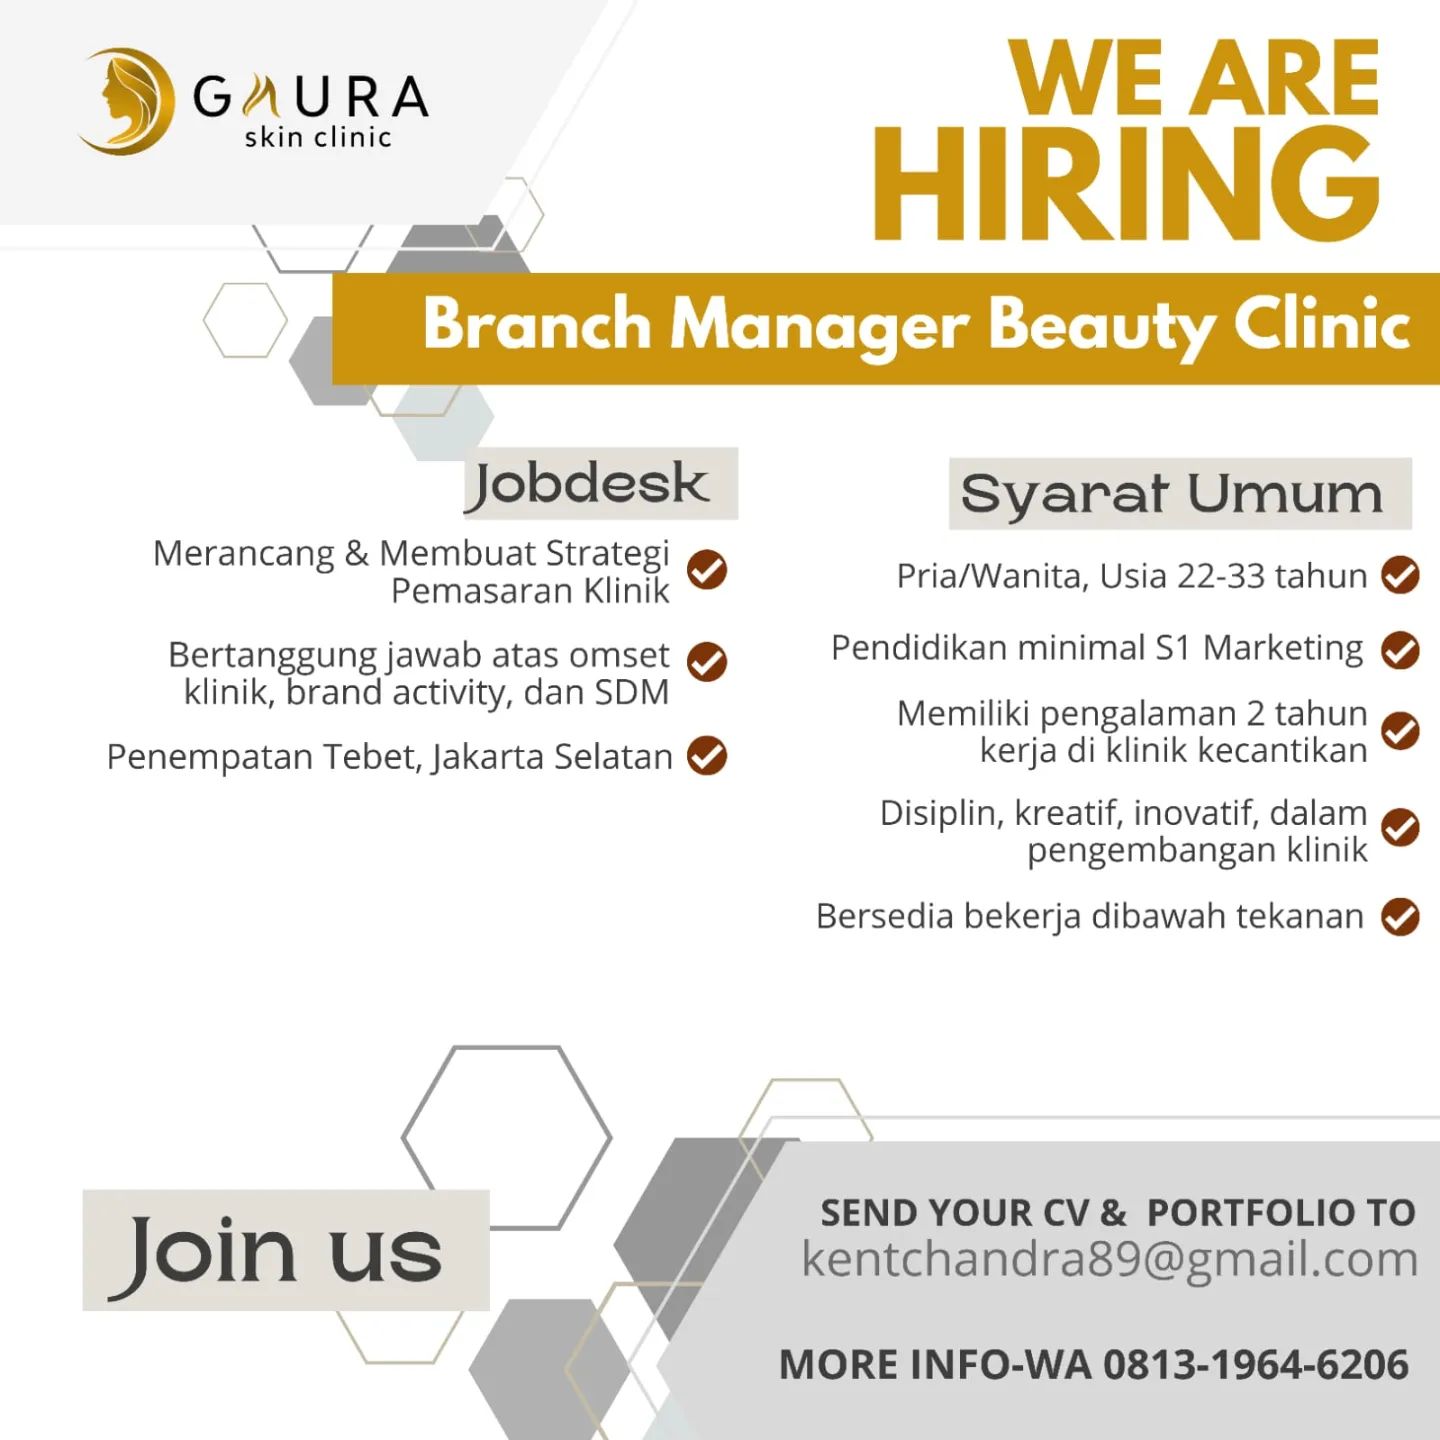 GAURA
skin clinic
WE ARE
HIRING
Branch Manager Beauty Clinic
Jobdesk
Merancang & Membuat Strategi
Pemasaran Klinik
Bertanggung jawab atas omset
klinik, brand activity, dan SDM
Penempatan Tebet, Jakarta Selatan
Syarat Umum
Pria/Wanita, Usia 22-33 tahun
Pendidikan minimal S1 Marketing
Memiliki pengalaman 2 tahun
kerja di klinik kecantikan
Disiplin, kreatif, inovatif, dalam
pengembangan klinik
Bersedia bekerja dibawah tekanan
Join us
SEND YOUR CV & PORTFOLIO TO
kentchandra89@gmail.com
MORE INFO-WA 0813-1964-6206